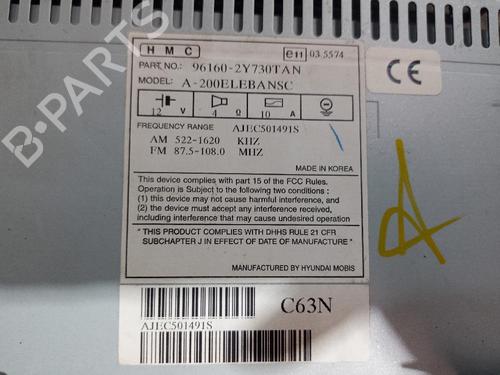 B-Parts
H M C
e11 03 5574
PART NO.: 96160-2Y730TAN
MODEL: A-200ELEBANSC
12 V
4 Ω
10 A
FREQUENCY RANGE AJEC501491S
AM 522-1620 KHZ
FM 87.5-108.0 MHZ
MADE IN KOREA
This device complies with part 15 of the FCC Rules.
Operation is Subject to the following two conditions:
(1) this device may not cause harmful interference, and
(2) this device must accept any interference received,
including interference that may cause undesired operation
" THIS PRODUCT COMPLIES WITH DHHS RULE 21 CFR
SUBCHAPTER J IN EFFECT OF DATE OF MANUFACTURE "
MANUFACTURED BY HYUNDAI MOBIS
AJEC501491S
C63N
CE
A